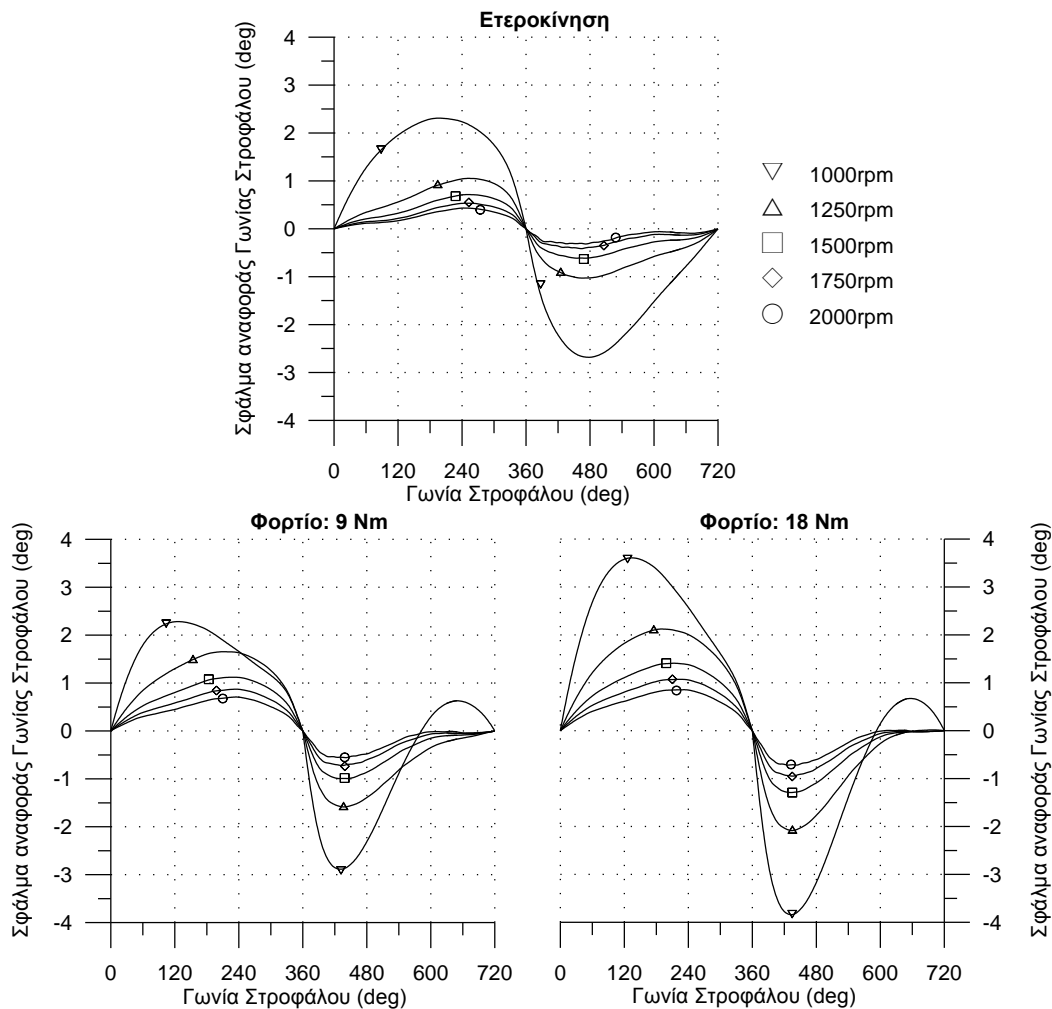 Ετεροκίνηση
Σφάλμα αναφοράς Γωνίας Στροφάλου (deg)
4
3
2
1
0
-1
-2
-3
-4
0 120 240 360 480 600 720
Γωνία Στροφάλου (deg)
1000rpm
1250rpm
1500rpm
1750rpm
2000rpm
Φορτίο: 9 Nm
Σφάλμα αναφοράς Γωνίας Στροφάλου (deg)
4
3
2
1
0
-1
-2
-3
-4
0 120 240 360 480 600 720
Γωνία Στροφάλου (deg)
Φορτίο: 18 Nm
4
3
2
1
0
-1
-2
-3
-4
Σφάλμα αναφοράς Γωνίας Στροφάλου (deg)
0 120 240 360 480 600 720
Γωνία Στροφάλου (deg)